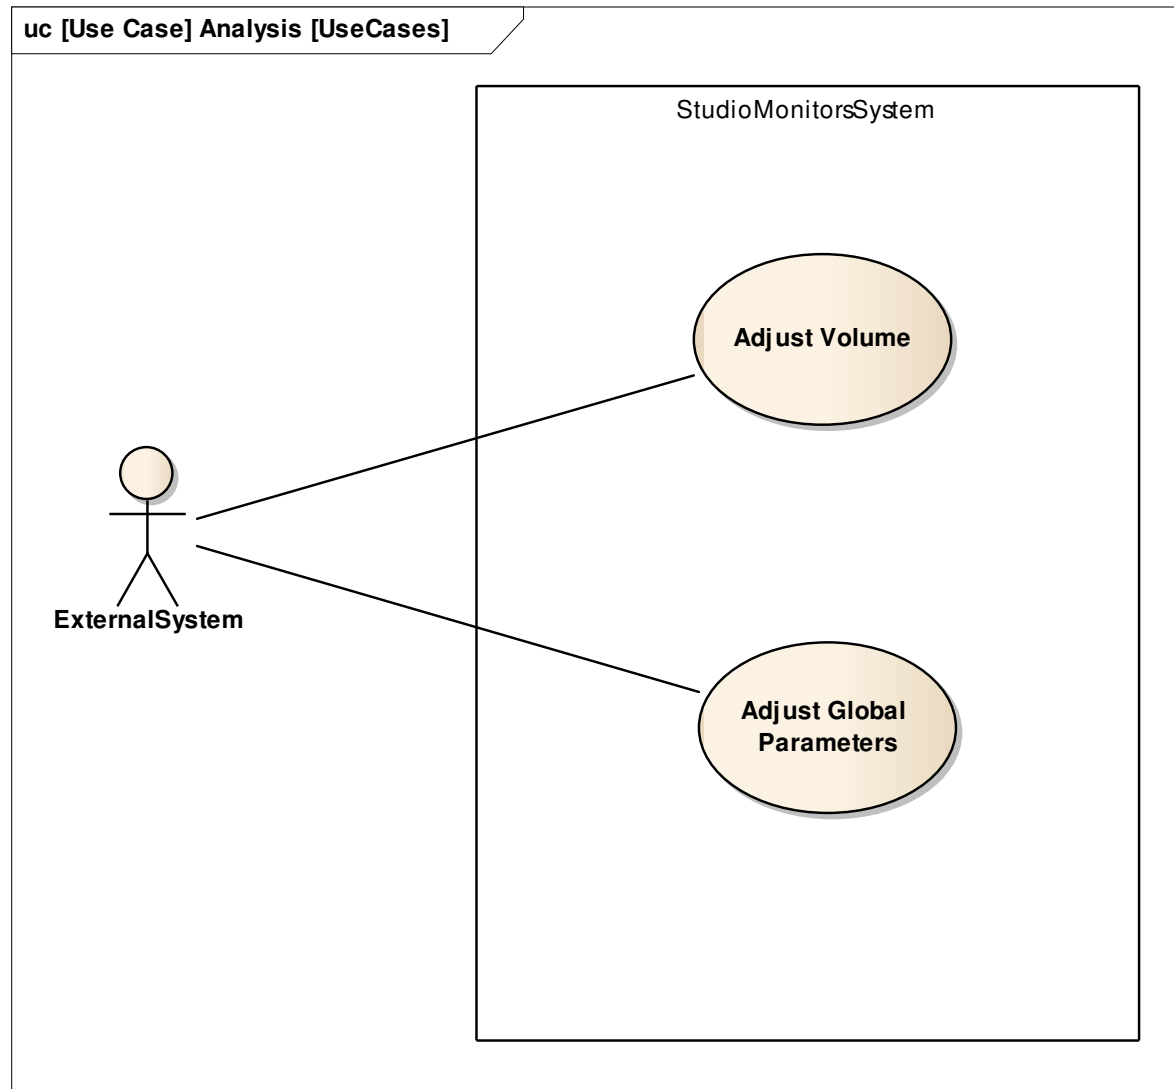 uc [Use Case] Analysis [UseCases]
StudioMonitorsSystem
Adjust Volume
ExternalSystem
Adjust Global
Parameters